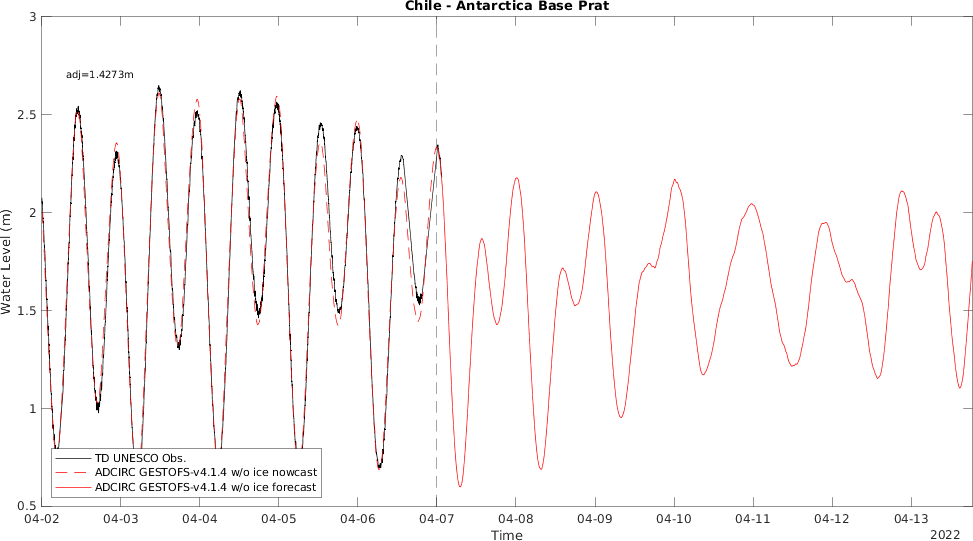 Chile - Antarctica Base Prat
adj=1.4273m
3
2.5
2
1.5
1
0.5
Water Level (m)
TD UNESCO Obs.
ADCIRC GESTOFS-v4.1.4 w/o ice nowcast
ADCIRC GESTOFS-v4.1.4 w/o ice forecast
04-02 04-03 04-04 04-05 04-06 04-07 04-08 04-09 04-10 04-11 04-12 04-13
Time
2022